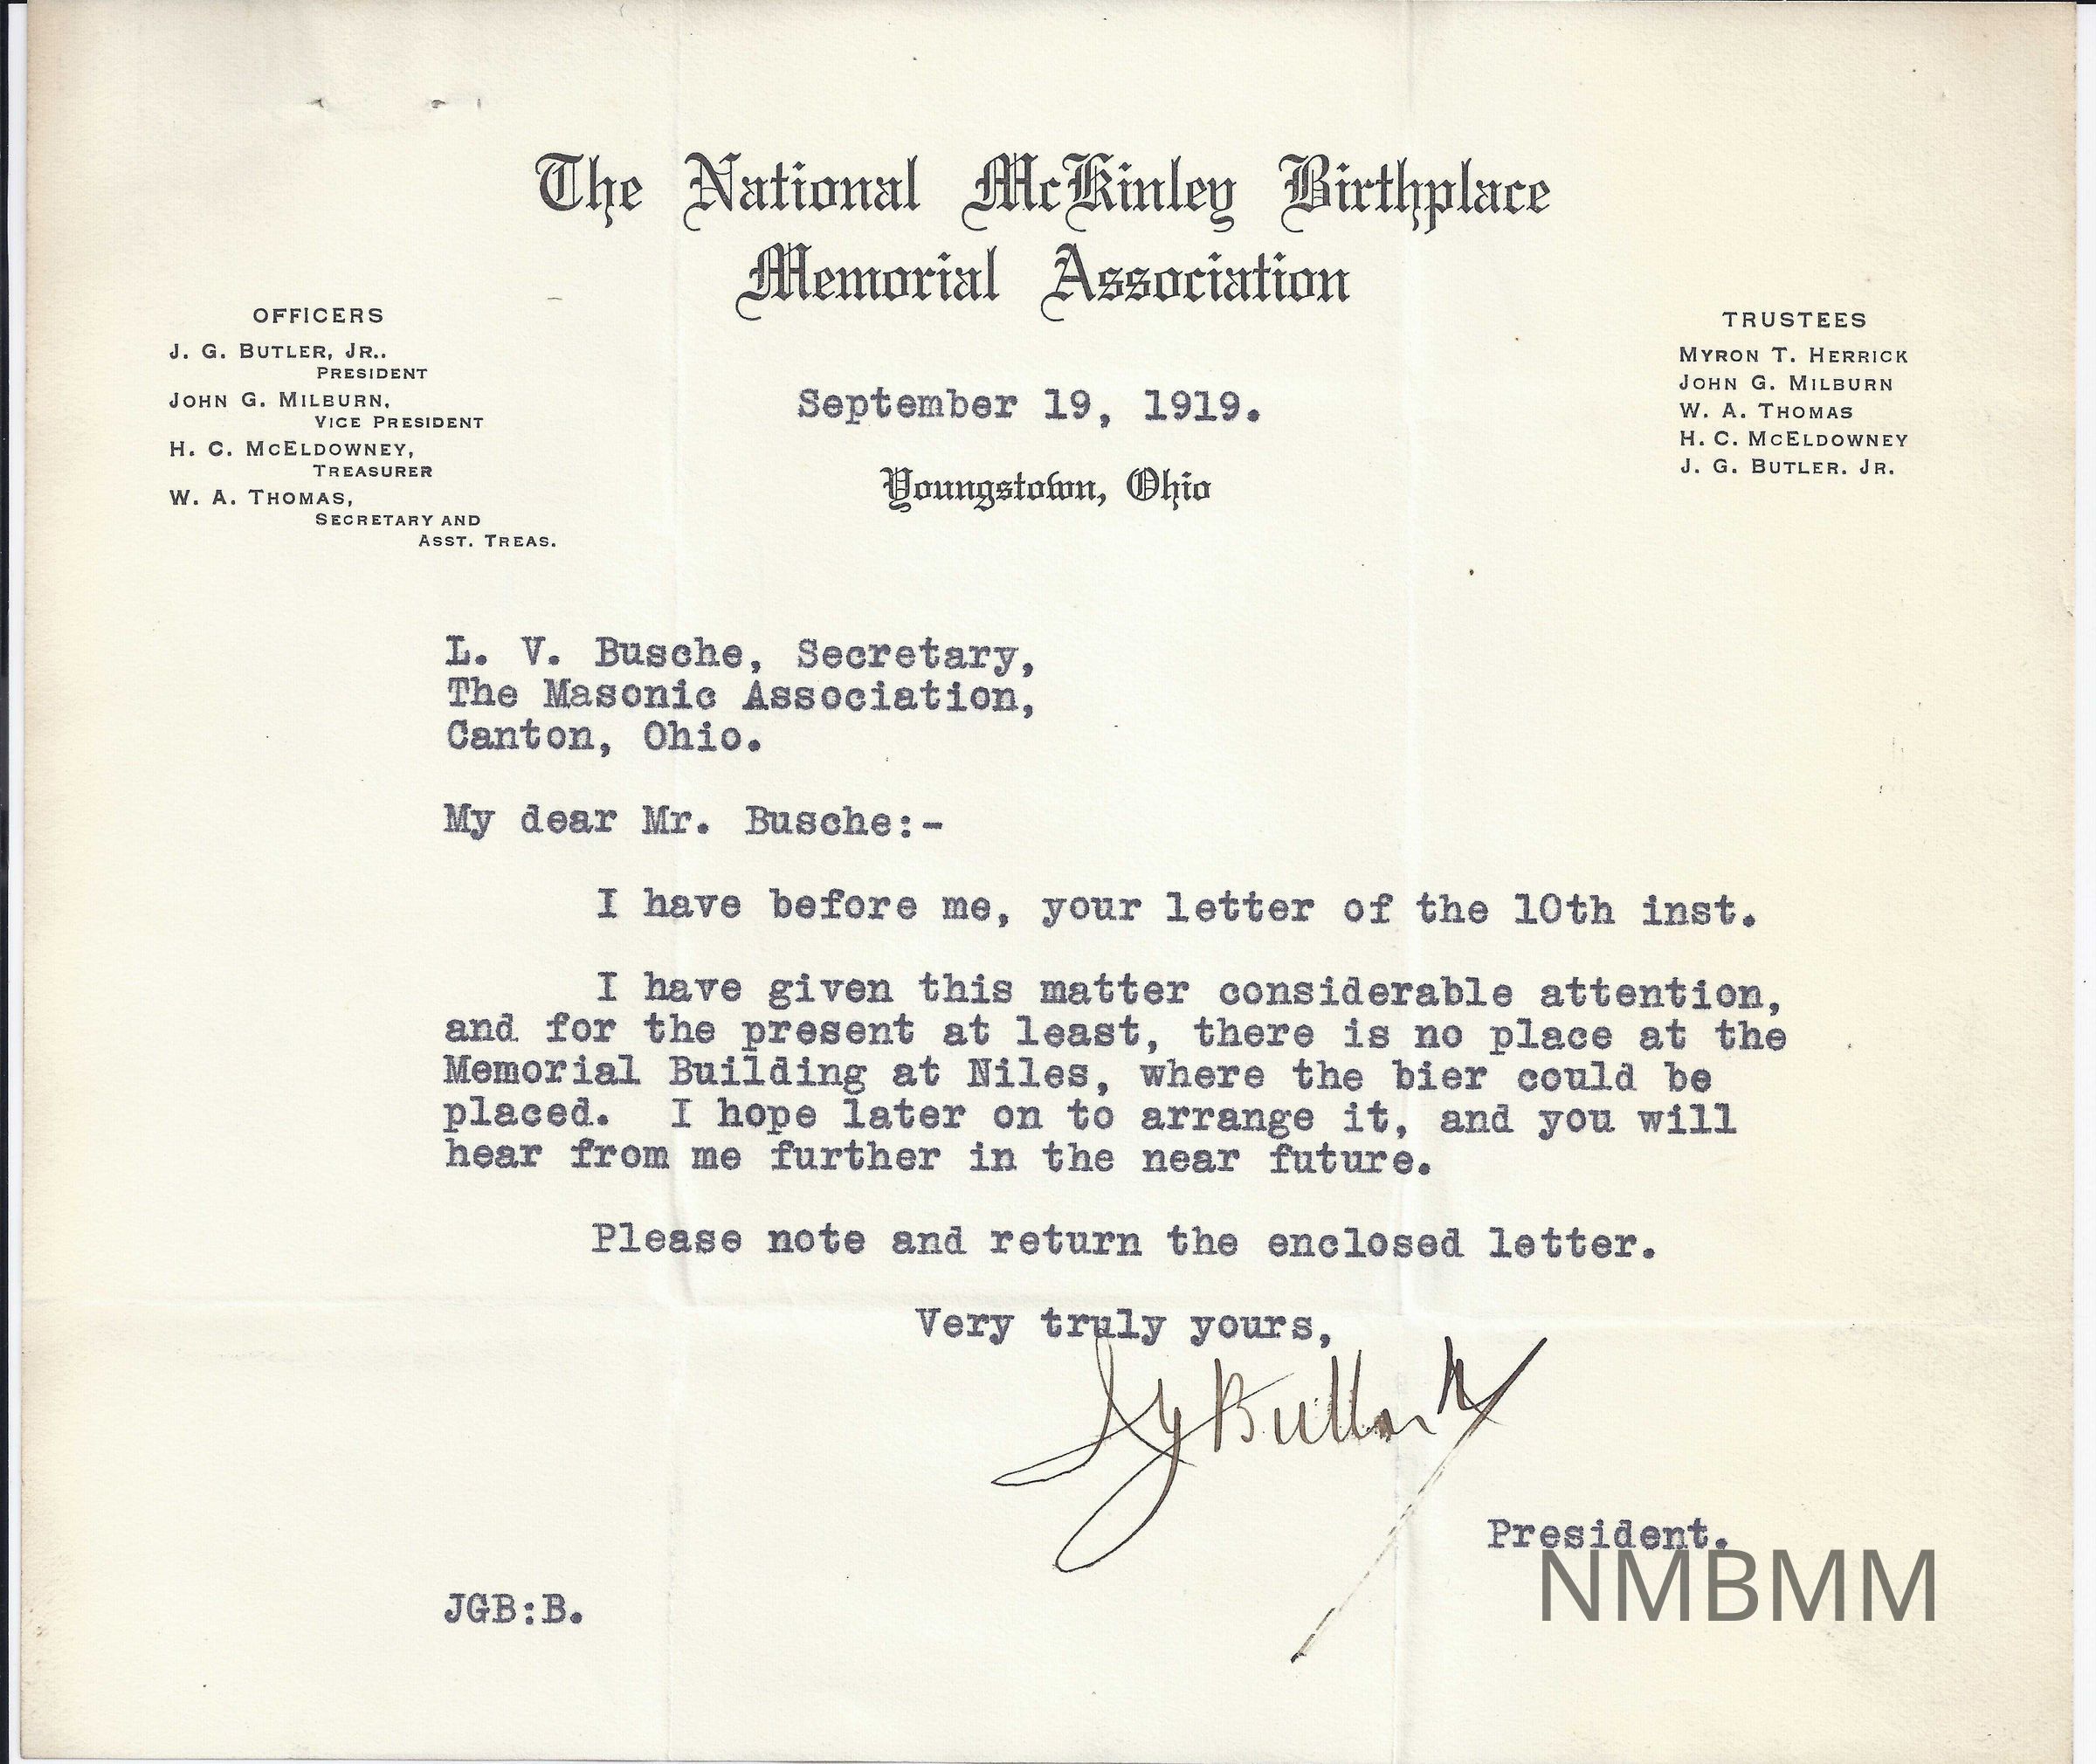 The National McKinley Birthplace
Memorial Association
OFFICERS
J. G. BUTLER, JR..
PRESIDENT
JOHN G. MILBURN,
VICE PRESIDENT
H. C. MCELDOWNEY,
TREASURER
W. A. THOMAS,
SECRETARY AND
ASST. TREAS.
TRUSTEES
MYRON T. HERRICK
JOHN G. MILBURN
W. A. THOMAS
H. C. MCELDOWNEY
J. G. BUTLER. JR.
September 19, 1919.
Youngstown, Ohio
L. V. Busche, Secretary,
The Masonic Association,
Canton, Ohio.
My dear Mr. Busche:-
I have before me, your letter of the 10th inst.
I have given this matter considerable attention,
and for the present at least, there is no place at the
Memorial Building at Niles, where the bier could be
placed. I hope later on to arrange it, and you will
hear from me further in the near future.
Please note and return the enclosed letter.
Very truly yours,
J G Butler Jr
President.
NMBMM
JGB:B.